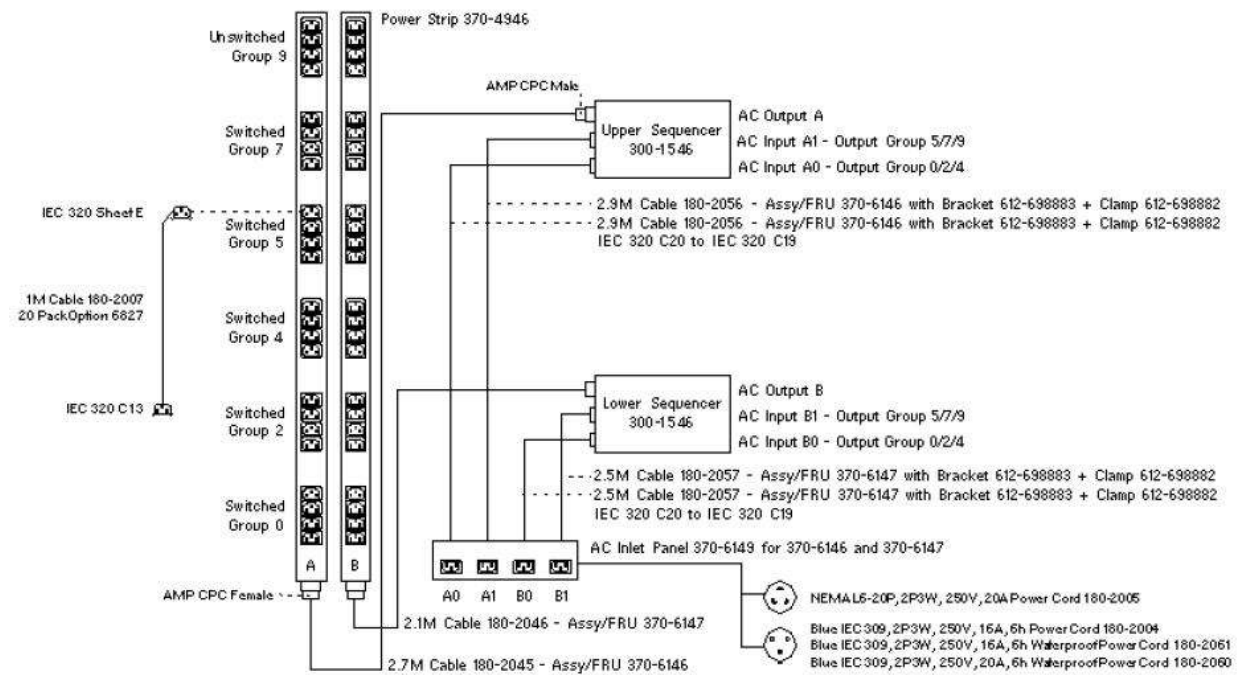 Power Strip 370-4946
Unswitched
Group 9
AMP CPC Male
Switched
Group 7
Upper Sequencer
300-1546
AC Output A
AC Input A1 - Output Group 5/7/9
AC Input A0 - Output Group 0/2/4
IEC 320 Sheet E
Switched
Group 5
2.9M Cable 180-2056 - Assy/FRU 370-6146 with Bracket 612-698883 + Clamp 612-698882
2.9M Cable 180-2056 - Assy/FRU 370-6146 with Bracket 612-698883 + Clamp 612-698882
IEC 320 C20 to IEC 320 C19
1M Cable 180-2007
20 Pack Option 6827
Switched
Group 4
IEC 320 C13
Switched
Group 2
Lower Sequencer
300-1546
AC Output B
AC Input B1 - Output Group 5/7/9
AC Input B0 - Output Group 0/2/4
2.5M Cable 180-2057 - Assy/FRU 370-6147 with Bracket 612-698883 + Clamp 612-698882
2.5M Cable 180-2057 - Assy/FRU 370-6147 with Bracket 612-698883 + Clamp 612-698882
IEC 320 C20 to IEC 320 C19
Switched
Group 0
AC Inlet Panel 370-6149 for 370-6146 and 370-6147
A
B
A0 A1 B0 B1
AMP CPC Female
NEMA L6-20P, 2P3W, 250V, 20A Power Cord 180-2005
2.1M Cable 180-2046 - Assy/FRU 370-6147
Blue IEC 309, 2P3W, 250V, 16A, 6h Power Cord 180-2004
Blue IEC 309, 2P3W, 250V, 16A, 6h Waterproof Power Cord 180-2061
Blue IEC 309, 2P3W, 250V, 20A, 6h Waterproof Power Cord 180-2060
2.7M Cable 180-2045 - Assy/FRU 370-6146